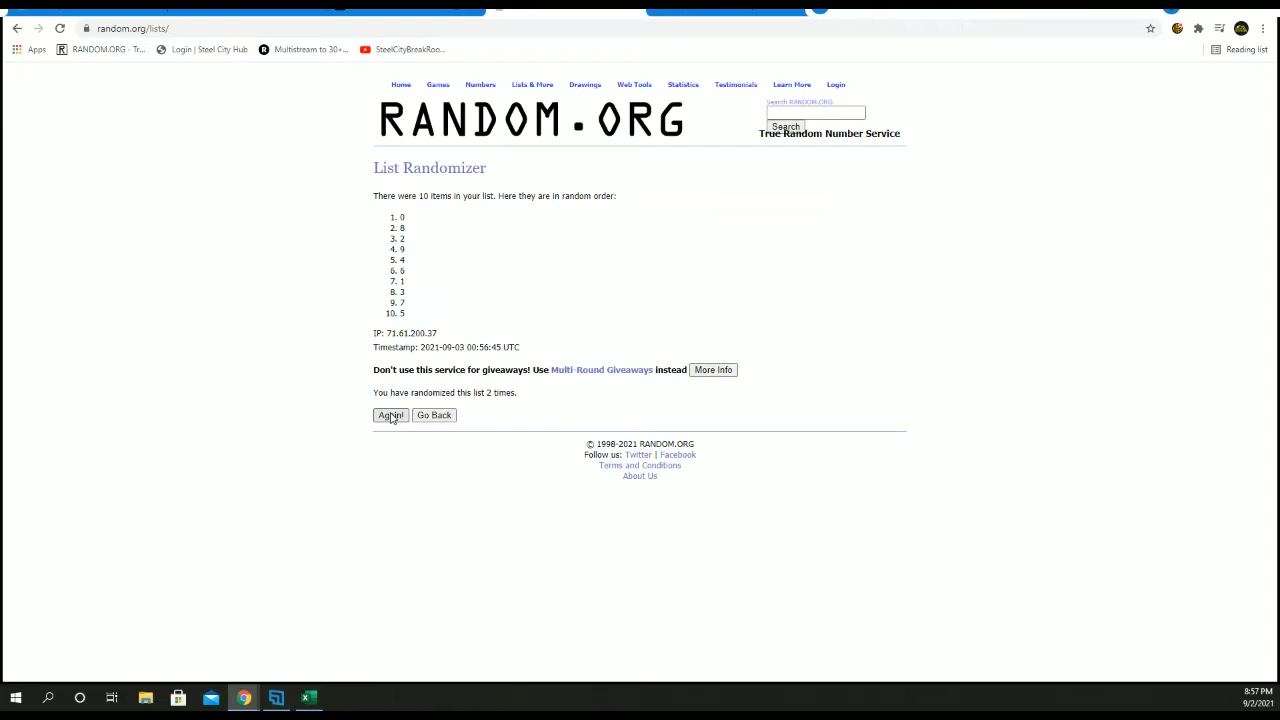 random.org/lists/
Apps RANDOM.ORG - Tr... Login | Steel City Hub Multistream to 30+... SteelCityBreakRoo... Reading list
Home Games Numbers Lists & More Drawings Web Tools Statistics Testimonials Learn More Login
RANDOM.ORG
Search RANDOM.ORG
Search
True Random Number Service
List Randomizer
There were 10 items in your list. Here they are in random order:
1. 0
2. 8
3. 2
4. 9
5. 4
6. 6
7. 1
8. 3
9. 7
10. 5
IP: 71.61.200.37
Timestamp: 2021-09-03 00:56:45 UTC
Don't use this service for giveaways! Use Multi-Round Giveaways instead More Info
You have randomized this list 2 times.
Again! Go Back
© 1998-2021 RANDOM.ORG
Follow us: Twitter | Facebook
Terms and Conditions
About Us
8:57 PM
9/2/2021